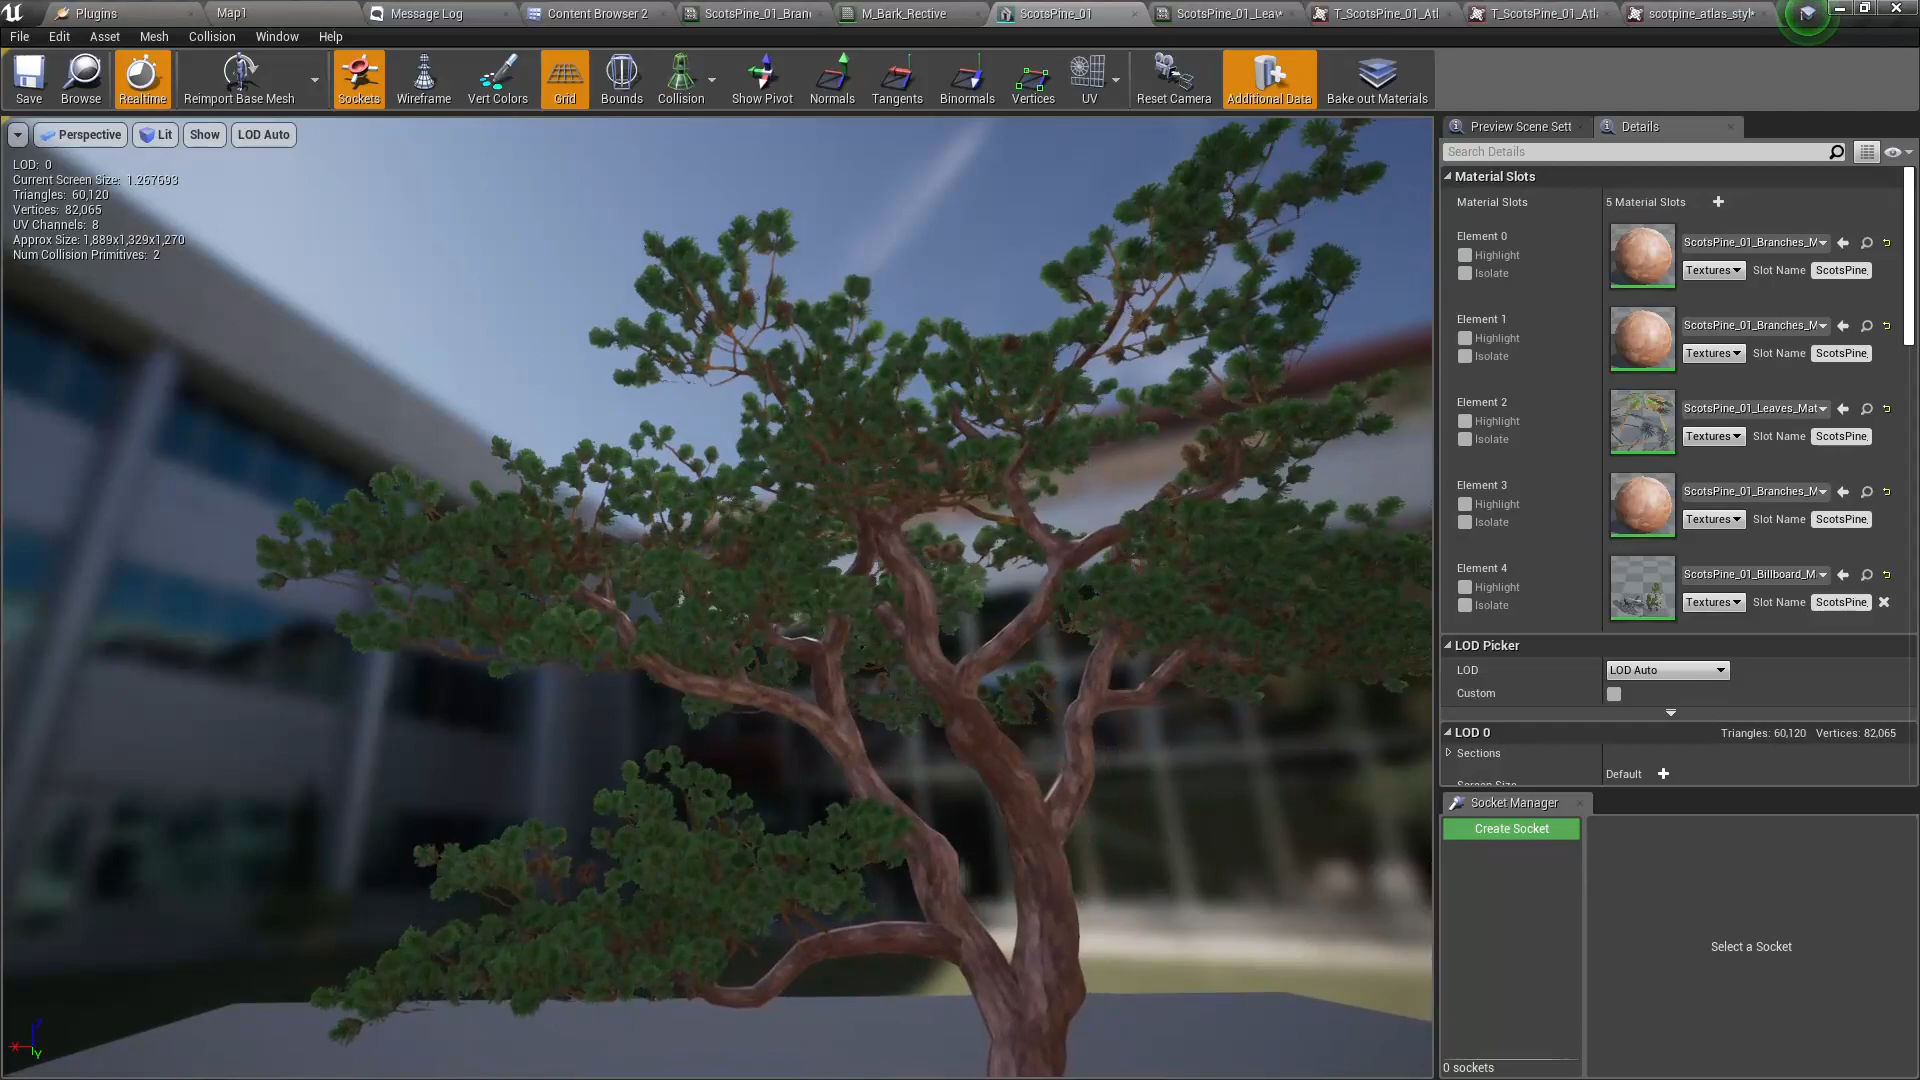 Plugins
Map1
Message Log
Content Browser 2
ScotsPine_01_Bran
M_Bark_Rective
ScotsPine_01
ScotsPine_01_Leav*
T_ScotsPine_01_Atl
T_ScotsPine_01_Atl
scotpine_atlas_styl*
File Edit Asset Mesh Collision Window Help
Save Browse Realtime Reimport Base Mesh Sockets Wireframe Vert Colors Grid Bounds Collision Show Pivot Normals Tangents Binormals Vertices UV Reset Camera Additional Data Bake out Materials
Perspective Lit Show LOD Auto
LOD: 0
Current Screen Size: 1.267693
Triangles: 60,120
Vertices: 82,065
UV Channels: 8
Approx Size: 1,889x1,329x1,270
Num Collision Primitives: 2
X
Y
Preview Scene Sett
Details
Search Details
Material Slots
Material Slots 5 Material Slots
Element 0
Highlight
Isolate
ScotsPine_01_Branches_M
Textures Slot Name ScotsPine
Element 1
Highlight
Isolate
ScotsPine_01_Branches_M
Textures Slot Name ScotsPine
Element 2
Highlight
Isolate
ScotsPine_01_Leaves_Mat
Textures Slot Name ScotsPine
Element 3
Highlight
Isolate
ScotsPine_01_Branches_M
Textures Slot Name ScotsPine
Element 4
Highlight
Isolate
ScotsPine_01_Billboard_M
Textures Slot Name ScotsPine
LOD Picker
LOD LOD Auto
Custom
LOD 0 Triangles: 60,120 Vertices: 82,065
Sections
Screen Size
Default
Socket Manager
Create Socket
Select a Socket
0 sockets